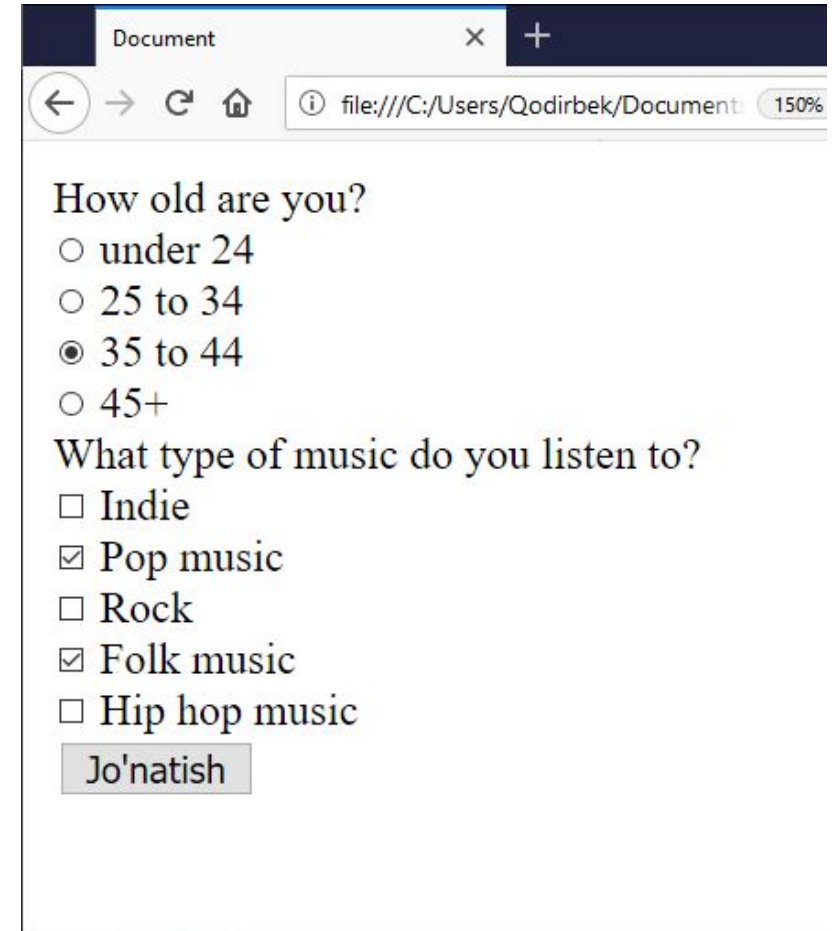 Document
file:///C:/Users/Qodirbek/Document 150%
How old are you?
under 24
25 to 34
35 to 44
45+
What type of music do you listen to?
Indie
Pop music
Rock
Folk music
Hip hop music
Jo'natish